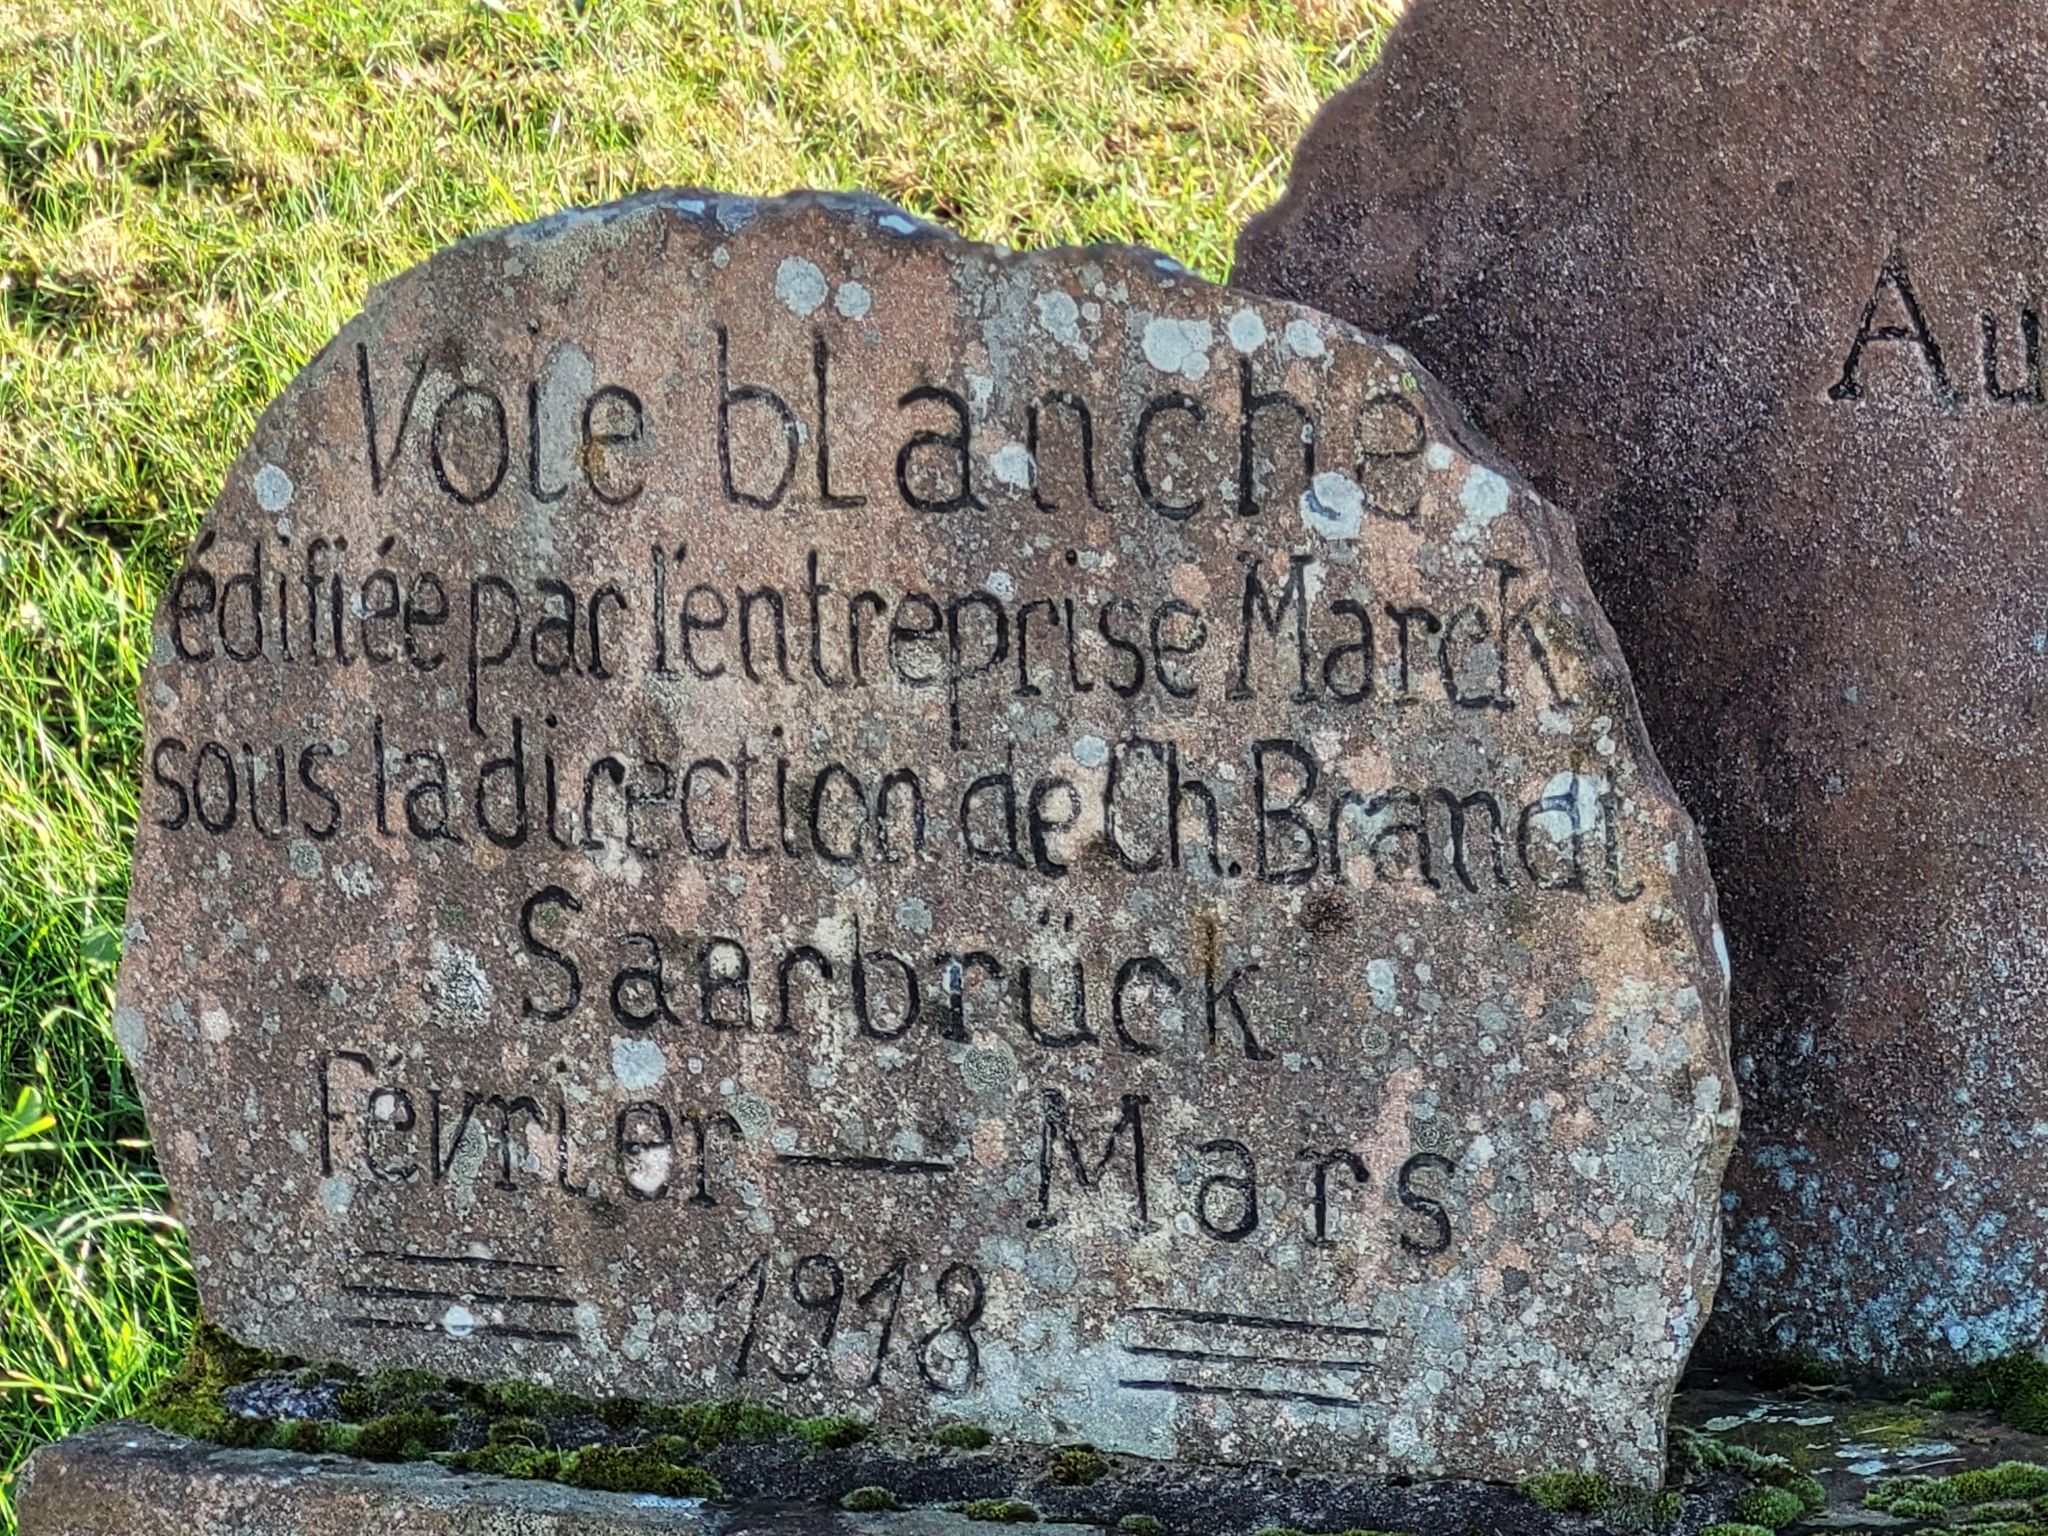 Voie bLanche
édifiée par l'entreprise Marck
sous la direction de Ch. Brandt
Saarbrück
Février — Mars
1918
Au